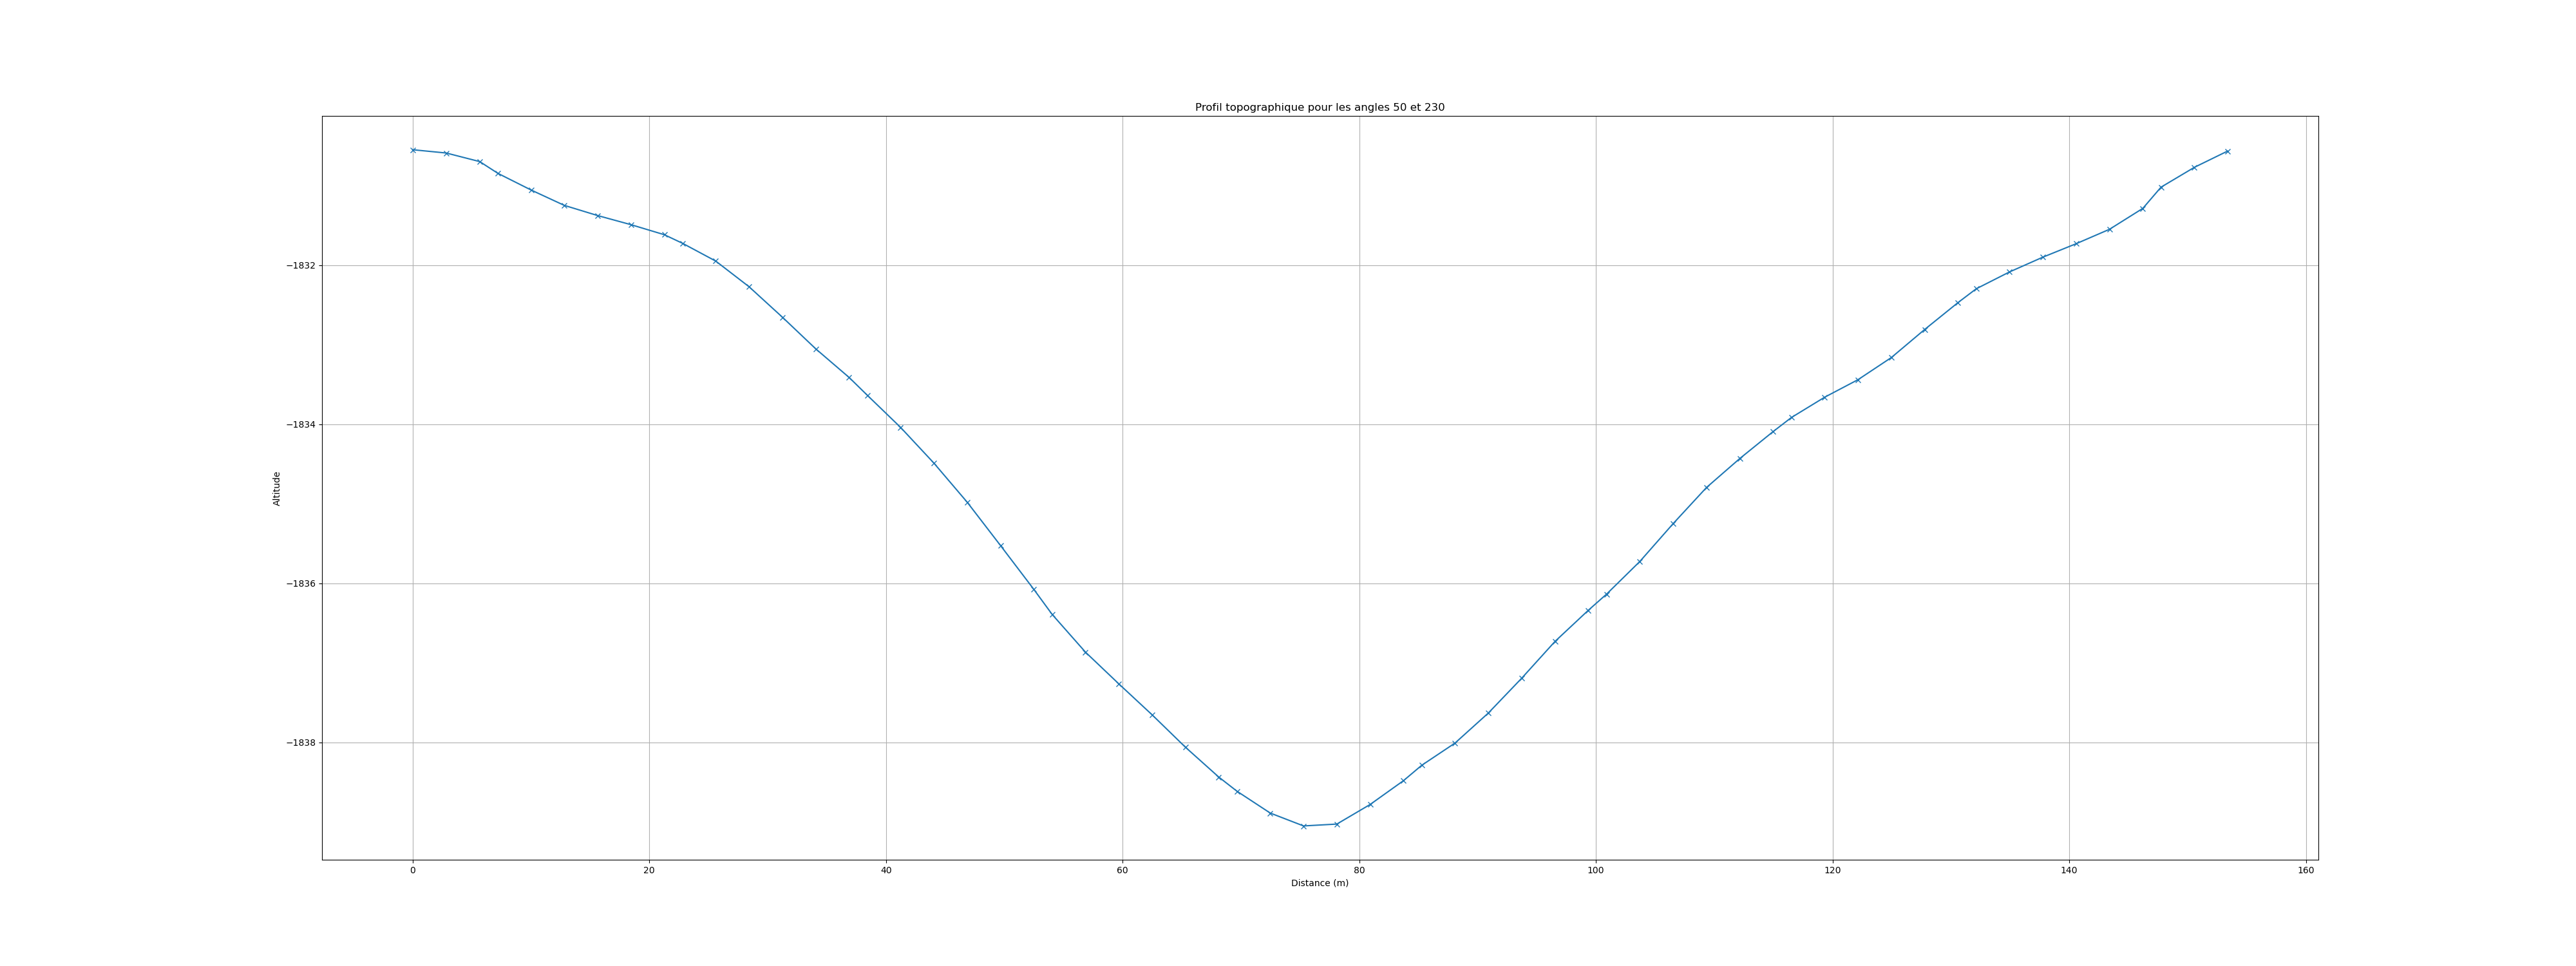 Profil topographique pour les angles 50 et 230
Altitude
−1832
−1834
−1836
−1838
0 20 40 60 80 100 120 140 160
Distance (m)